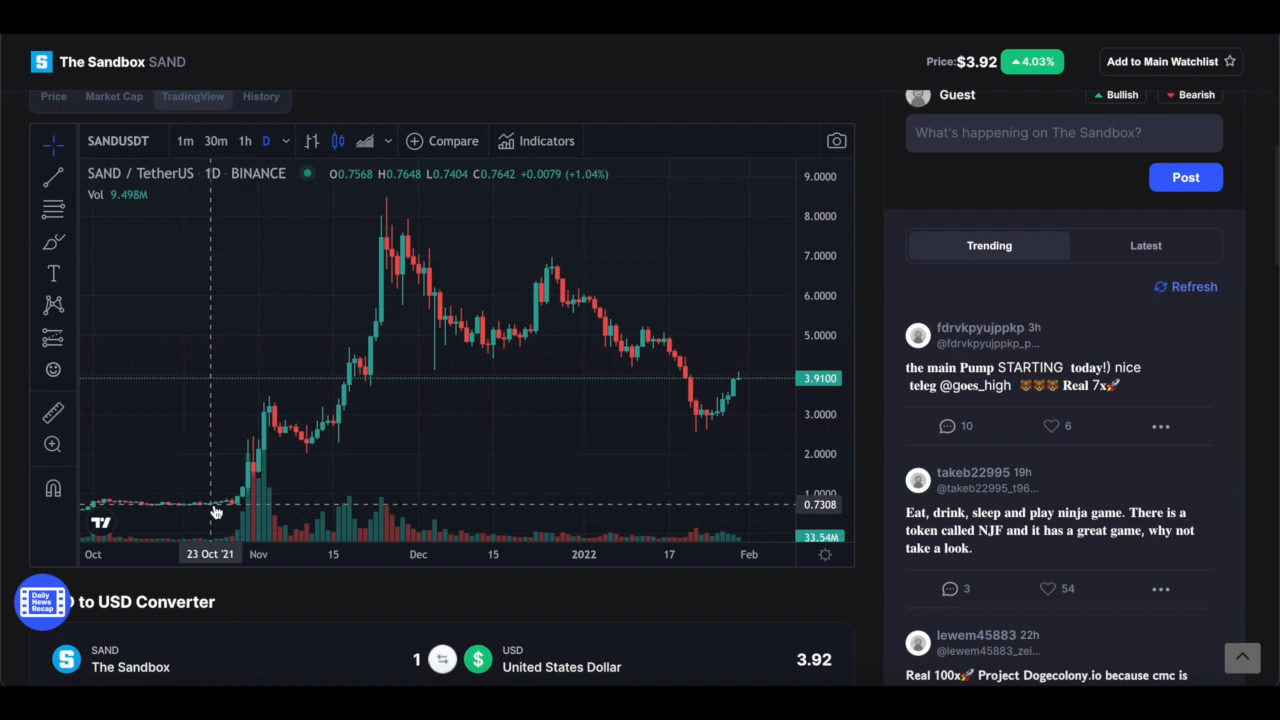 The Sandbox SAND
Price:$3.92 4.03%
Add to Main Watchlist
Price Market Cap TradingView History
SANDUSDT 1m 30m 1h D Compare Indicators
SAND / TetherUS 1D BINANCE O0.7568 H0.7648 L0.7404 C0.7642 +0.0079 (+1.04%)
Vol 9.498M
9.0000
8.0000
7.0000
6.0000
5.0000
3.9100
3.0000
2.0000
1.0000
0.7308
33.54M
Oct 23 Oct '21 Nov 15 Dec 15 2022 17 Feb
Daily
News
Recap
to USD Converter
SAND
The Sandbox
1
USD
United States Dollar
3.92
Guest
Bullish Bearish
What's happening on The Sandbox?
Post
Trending Latest
Refresh
fdrvkpyujppkp 3h
@fdrvkpyujppkp_p...
the main Pump STARTING today!) nice
teleg @goes_high 🐻🐻🐻 Real 7x🚀
10 6
takeb22995 19h
@takeb22995_t96...
Eat, drink, sleep and play ninja game. There is a
token called NJF and it has a great game, why not
take a look.
3 54
lewem45883 22h
@lewem45883_zei...
Real 100x🚀 Project Dogecolony.io because cmc is